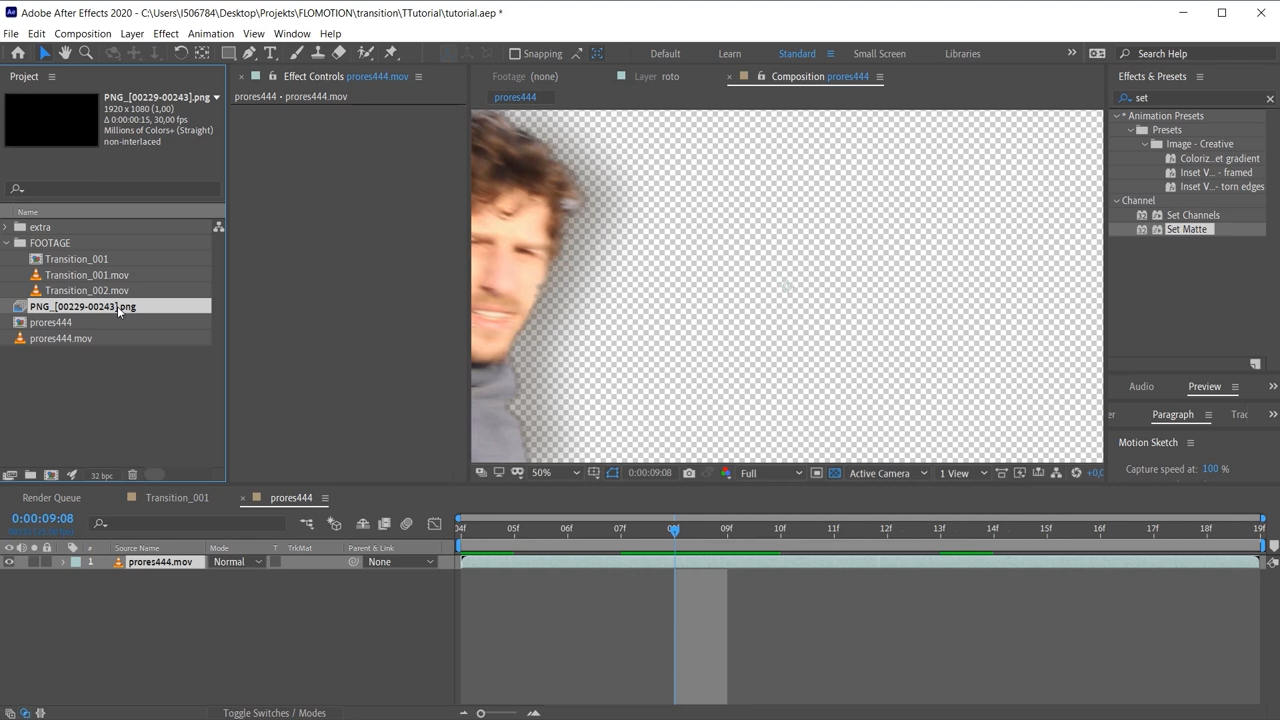 Adobe After Effects 2020 - C:\Users\I506784\Desktop\Projekts\FLOMOTION\transition\TTutorial\tutorial.aep *
File Edit Composition Layer Effect Animation View Window Help
Snapping Default Learn Standard Small Screen Libraries Search Help
Project
PNG_[00229-00243].png
1920 x 1080 (1,00)
Δ 0:00:00:15, 30,00 fps
Millions of Colors+ (Straight)
non-interlaced
Name
extra
FOOTAGE
Transition_001
Transition_001.mov
Transition_002.mov
PNG_[00229-00243].png
prores444
prores444.mov
32 bpc
Effect Controls prores444.mov
prores444 • prores444.mov
Footage (none) Layer roto Composition prores444
prores444
50% 0:00:09:08 Full Active Camera 1 View +0,0
Effects & Presets
set
* Animation Presets
Presets
Image - Creative
Coloriz...et gradient
Inset V...- framed
Inset V...- torn edges
Channel
Set Channels
Set Matte
Audio Preview
er Paragraph Trac
Motion Sketch
Capture speed at: 100 %
Render Queue Transition_001 prores444
0:00:09:08
04f 05f 06f 07f 08f 09f 10f 11f 12f 13f 14f 15f 16f 17f 18f 19f
# Source Name Mode T TrkMat Parent & Link
1 prores444.mov Normal None
Toggle Switches / Modes